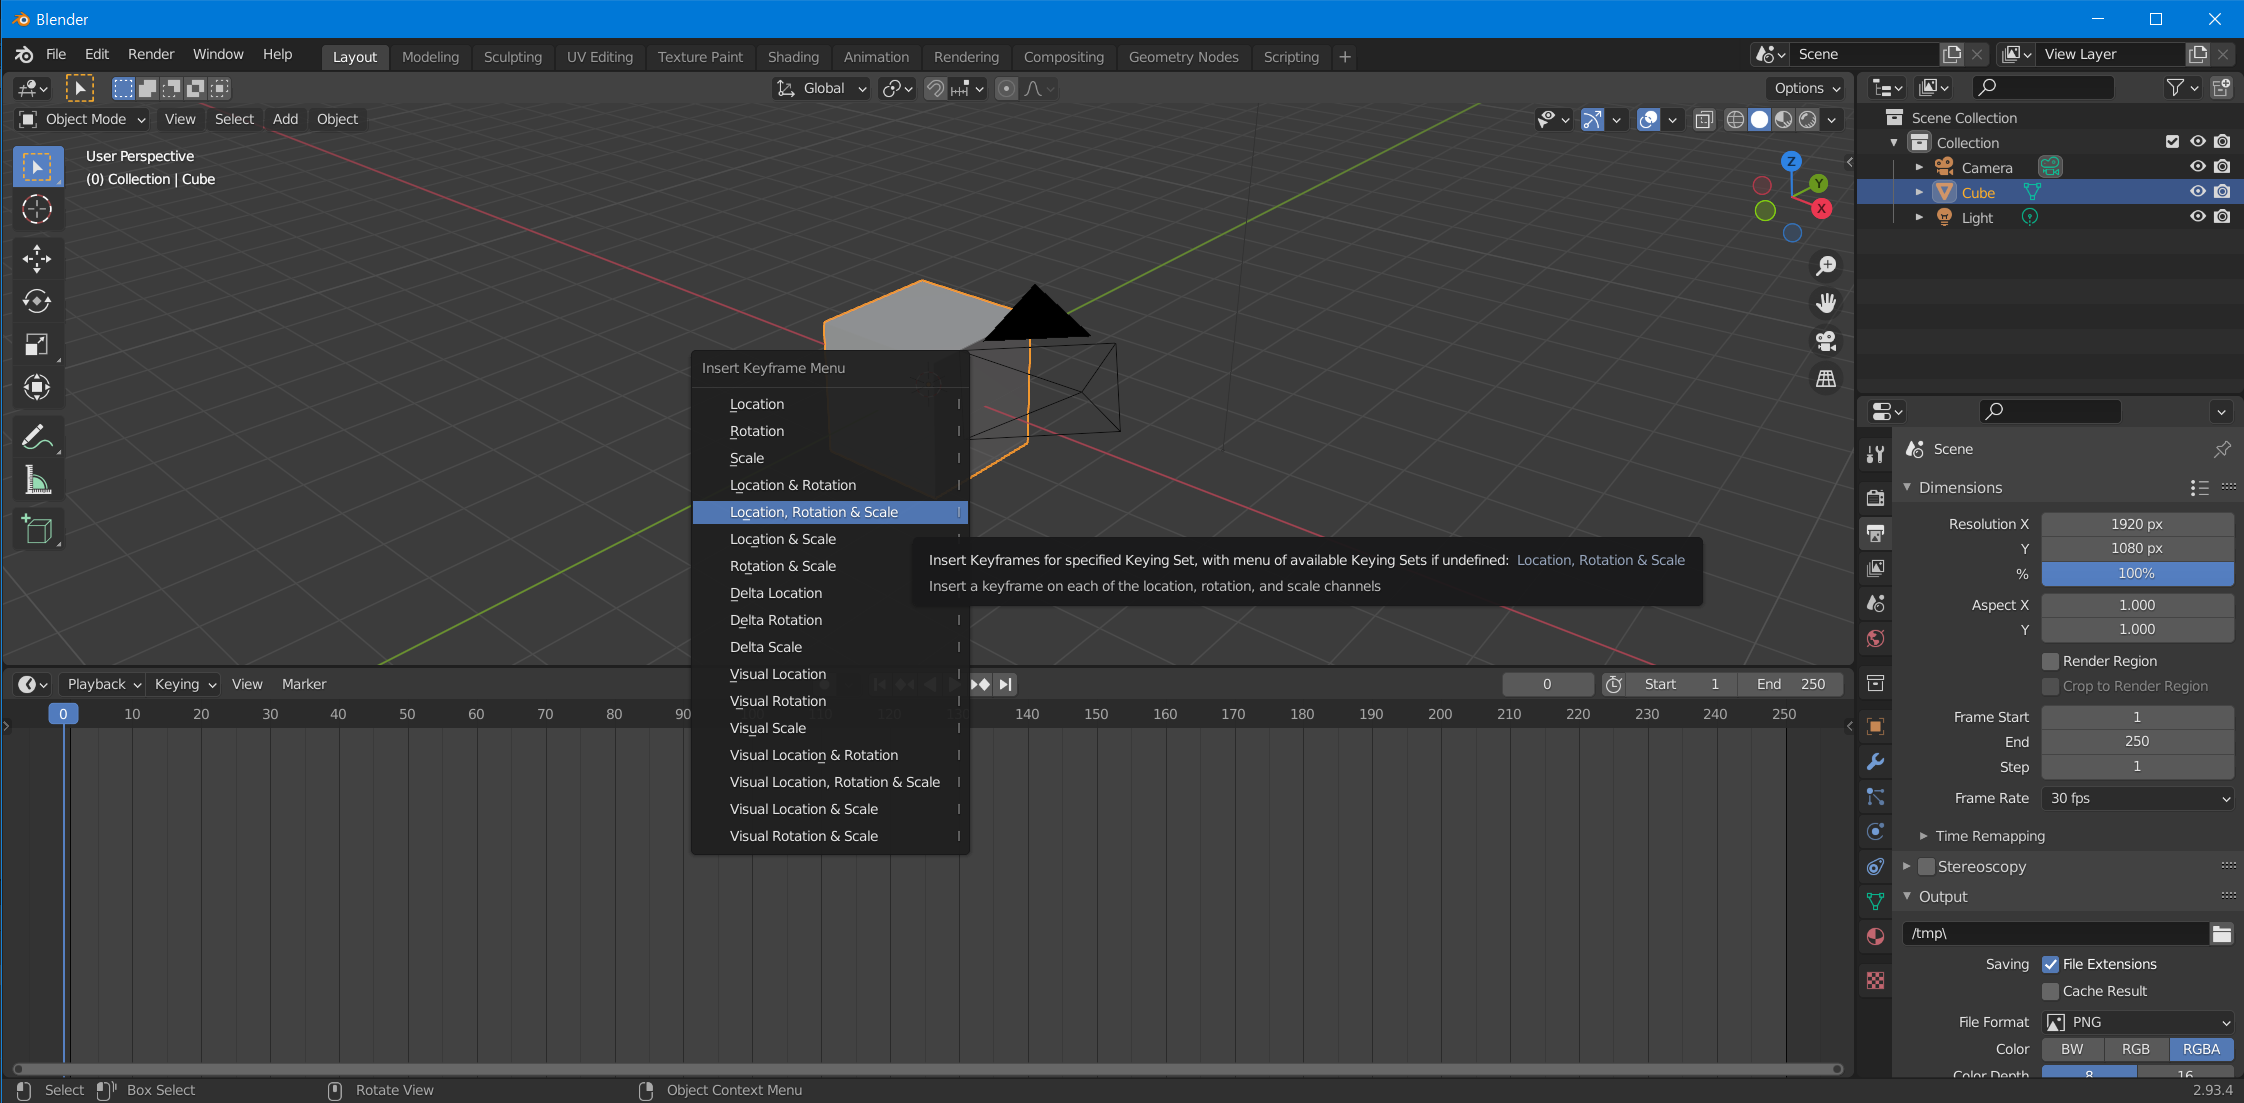 Blender
File Edit Render Window Help Layout Modeling Sculpting UV Editing Texture Paint Shading Animation Rendering Compositing Geometry Nodes Scripting + Scene View Layer
Global Options
Object Mode View Select Add Object
User Perspective
(0) Collection | Cube
Z
Y
X
Insert Keyframe Menu
Location I
Rotation I
Scale I
Location & Rotation I
Location, Rotation & Scale I
Location & Scale I
Rotation & Scale
Delta Location
Delta Rotation I
Delta Scale I
Visual Location I
Visual Rotation I
Visual Scale I
Visual Location & Rotation I
Visual Location, Rotation & Scale I
Visual Location & Scale I
Visual Rotation & Scale I
Insert Keyframes for specified Keying Set, with menu of available Keying Sets if undefined: Location, Rotation & Scale
Insert a keyframe on each of the location, rotation, and scale channels
Playback Keying View Marker 0 Start 1 End 250
0 10 20 30 40 50 60 70 80 90 110 120 130 140 150 160 170 180 190 200 210 220 230 240 250
Scene Collection
Collection
Camera
Cube
Light
Scene
Dimensions
Resolution X 1920 px
Y 1080 px
% 100%
Aspect X 1.000
Y 1.000
Render Region
Crop to Render Region
Frame Start 1
End 250
Step 1
Frame Rate 30 fps
Time Remapping
Stereoscopy
Output
/tmp\
Saving File Extensions
Cache Result
File Format PNG
Color BW RGB RGBA
Color Depth 8 16
Select Box Select Rotate View Object Context Menu 2.93.4